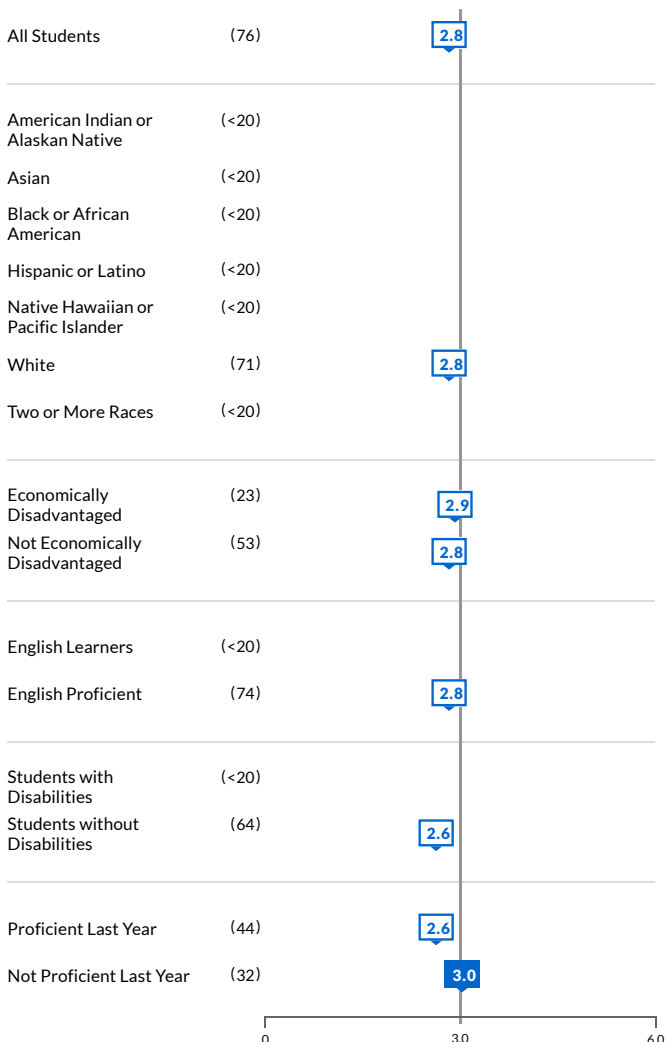 All Students (76) 2.8
American Indian or
Alaskan Native (<20)
Asian (<20)
Black or African
American (<20)
Hispanic or Latino (<20)
Native Hawaiian or
Pacific Islander (<20)
White (71) 2.8
Two or More Races (<20)
Economically
Disadvantaged (23) 2.9
Not Economically
Disadvantaged (53) 2.8
English Learners (<20)
English Proficient (74) 2.8
Students with
Disabilities (<20)
Students without
Disabilities (64) 2.6
Proficient Last Year (44) 2.6
Not Proficient Last Year (32) 3.0
0 3.0 6.0